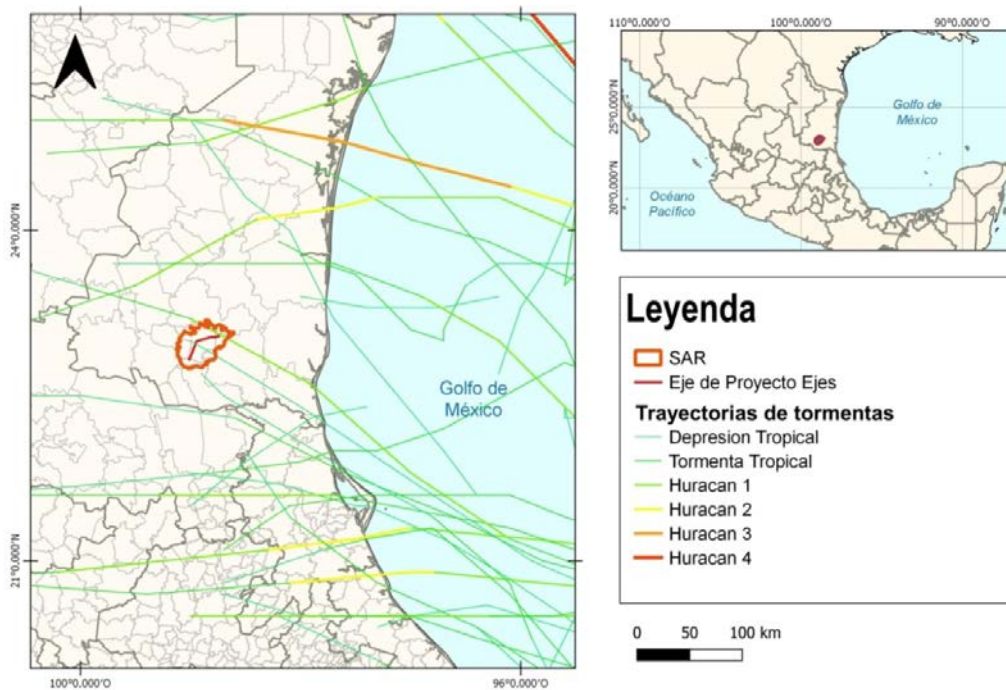 24°0.000'N
21°0.000'N
100°0.000'O
96°0.000'O
Golfo de
México
110°0.000'O
100°0.000'O
90°0.000'O
25°0.000'N
20°0.000'N
Golfo de
México
Océano
Pacífico
Leyenda
SAR
Eje de Proyecto Ejes
Trayectorias de tormentas
Depresion Tropical
Tormenta Tropical
Huracan 1
Huracan 2
Huracan 3
Huracan 4
0 50 100 km